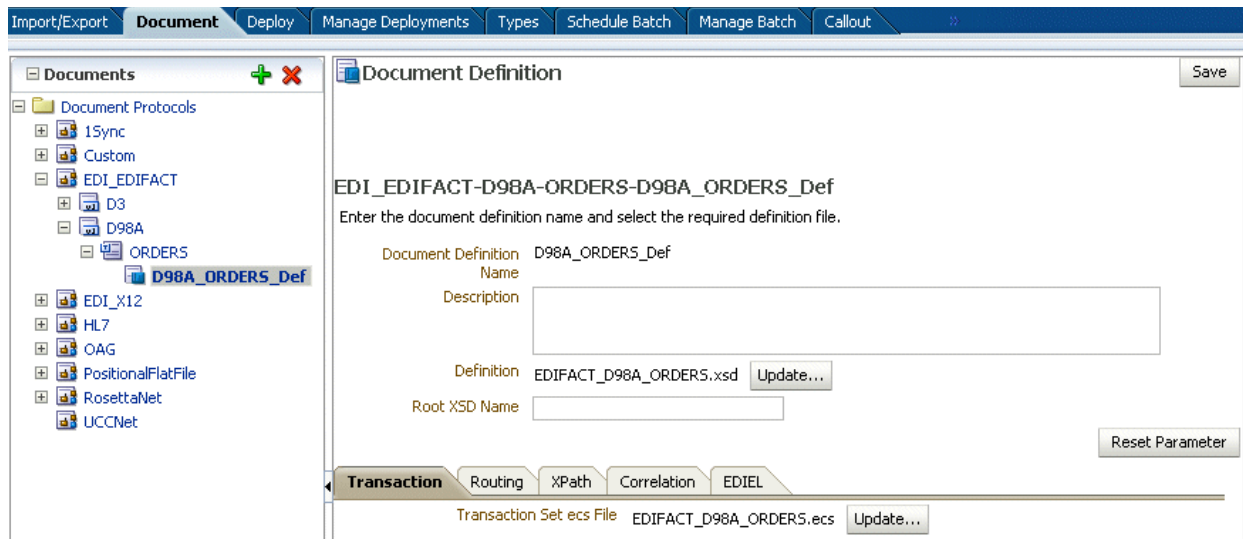 Import/Export Document Deploy Manage Deployments Types Schedule Batch Manage Batch Callout
Documents
Document Protocols
1Sync
Custom
EDI_EDIFACT
D3
D98A
ORDERS
D98A_ORDERS_Def
EDI_X12
HL7
OAG
PositionalFlatFile
RosettaNet
UCCNet
Document Definition
Save
EDI_EDIFACT-D98A-ORDERS-D98A_ORDERS_Def
Enter the document definition name and select the required definition file.
Document Definition D98A_ORDERS_Def
Name
Description
Definition EDIFACT_D98A_ORDERS.xsd Update...
Root XSD Name
Reset Parameter
Transaction Routing XPath Correlation EDIEL
Transaction Set ecs File EDIFACT_D98A_ORDERS.ecs Update...